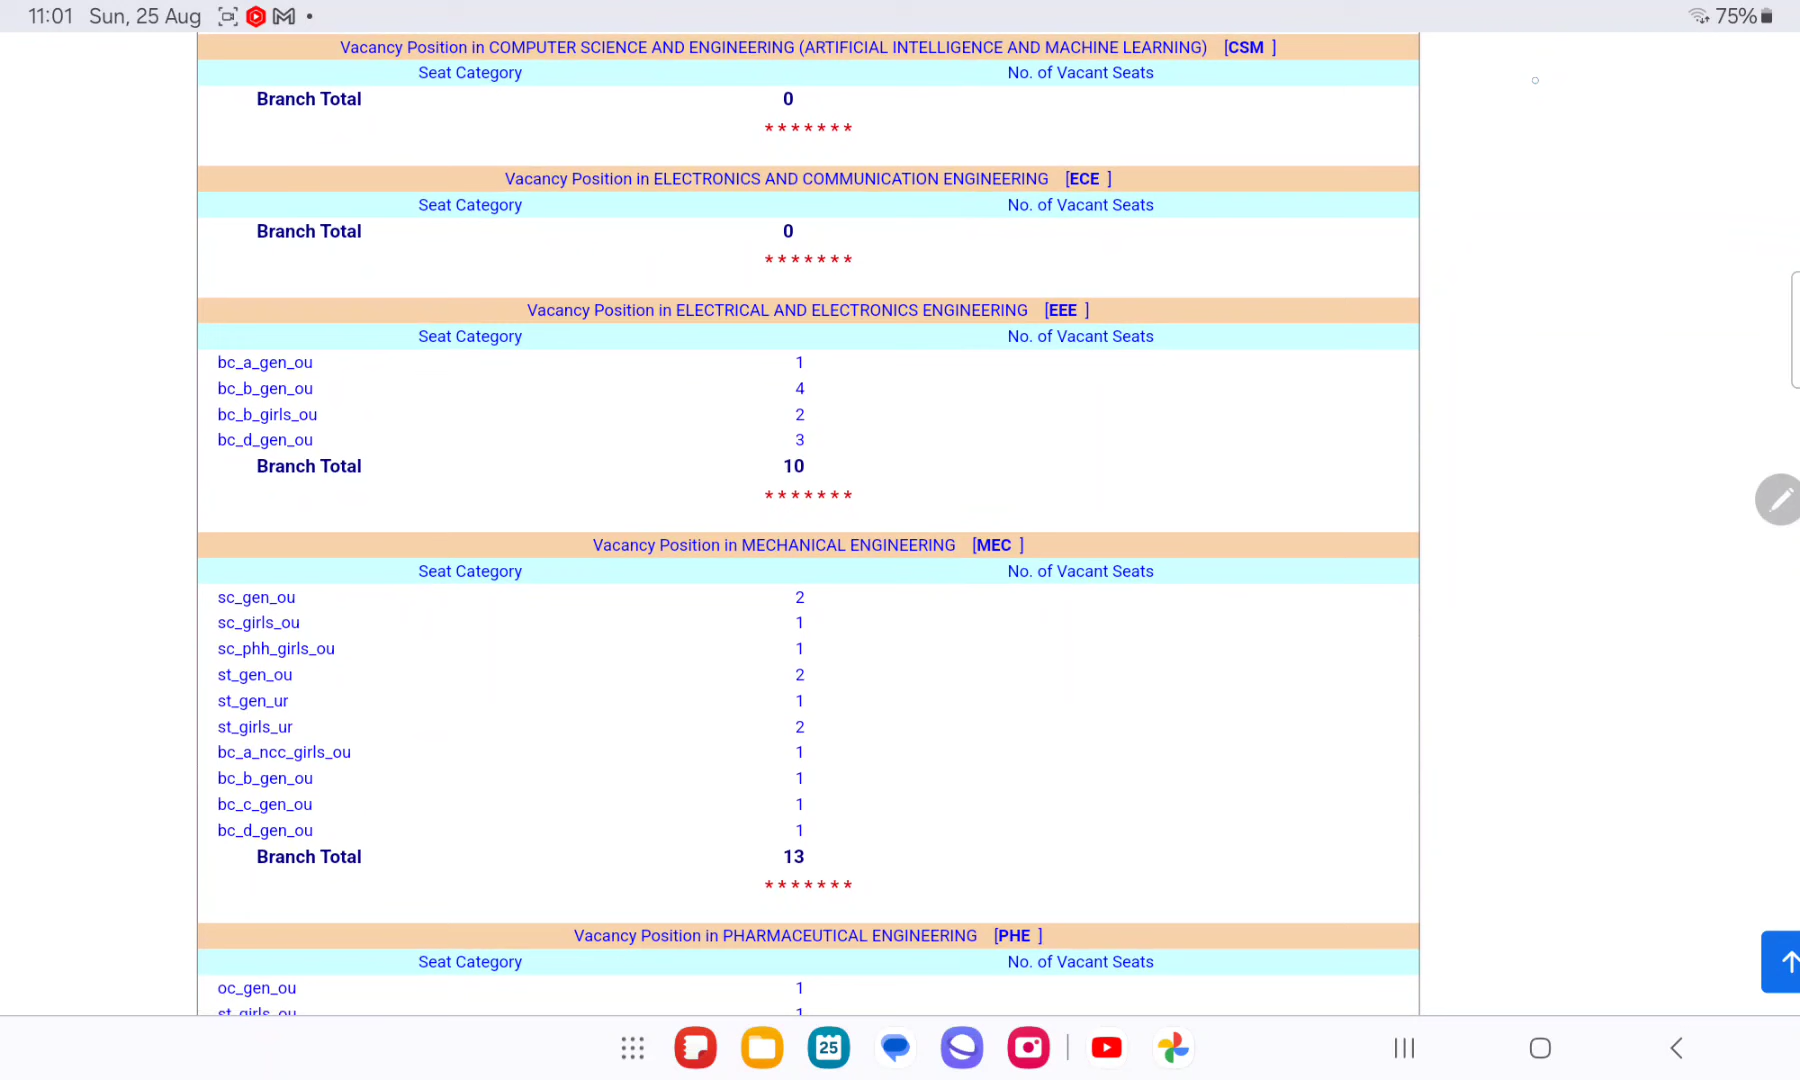 11:01 Sun, 25 Aug 75%
Vacancy Position in COMPUTER SCIENCE AND ENGINEERING (ARTIFICIAL INTELLIGENCE AND MACHINE LEARNING) [CSM ]
Seat Category No. of Vacant Seats
Branch Total 0
*******
Vacancy Position in ELECTRONICS AND COMMUNICATION ENGINEERING [ECE ]
Seat Category No. of Vacant Seats
Branch Total 0
*******
Vacancy Position in ELECTRICAL AND ELECTRONICS ENGINEERING [EEE ]
Seat Category No. of Vacant Seats
bc_a_gen_ou 1
bc_b_gen_ou 4
bc_b_girls_ou 2
bc_d_gen_ou 3
Branch Total 10
*******
Vacancy Position in MECHANICAL ENGINEERING [MEC ]
Seat Category No. of Vacant Seats
sc_gen_ou 2
sc_girls_ou 1
sc_phh_girls_ou 1
st_gen_ou 2
st_gen_ur 1
st_girls_ur 2
bc_a_ncc_girls_ou 1
bc_b_gen_ou 1
bc_c_gen_ou 1
bc_d_gen_ou 1
Branch Total 13
*******
Vacancy Position in PHARMACEUTICAL ENGINEERING [PHE ]
Seat Category No. of Vacant Seats
oc_gen_ou 1
st_girls_ou 1
25